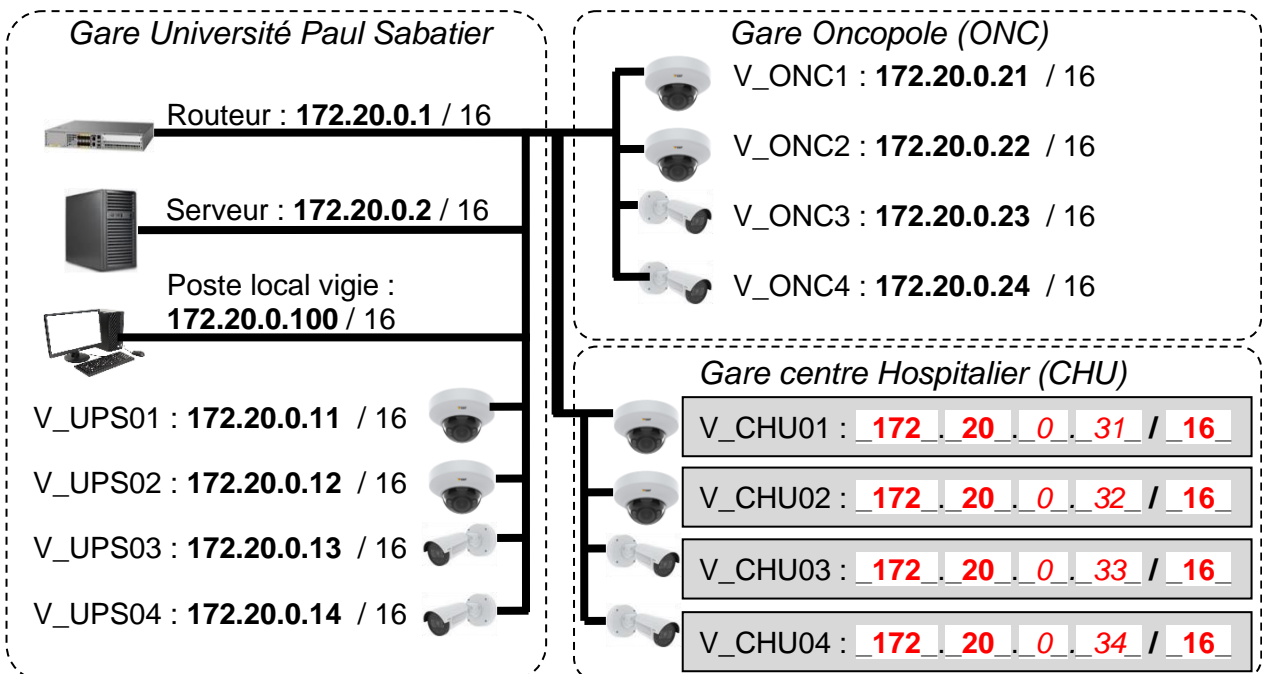 Gare Université Paul Sabatier
Routeur : 172.20.0.1 / 16
Serveur : 172.20.0.2 / 16
Poste local vigie :
172.20.0.100 / 16
V_UPS01 : 172.20.0.11 / 16
V_UPS02 : 172.20.0.12 / 16
V_UPS03 : 172.20.0.13 / 16
V_UPS04 : 172.20.0.14 / 16
Gare Oncopole (ONC)
V_ONC1 : 172.20.0.21 / 16
V_ONC2 : 172.20.0.22 / 16
V_ONC3 : 172.20.0.23 / 16
V_ONC4 : 172.20.0.24 / 16
Gare centre Hospitalier (CHU)
V_CHU01 : _172_._20_._0_._31_ / _16_
V_CHU02 : _172_._20_._0_._32_ / _16_
V_CHU03 : _172_._20_._0_._33_ / _16_
V_CHU04 : _172_._20_._0_._34_ / _16_